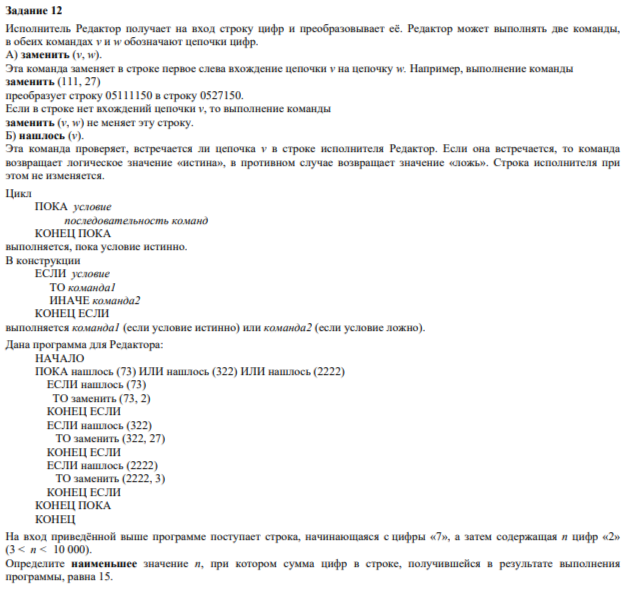 Задание 12
Исполнитель Редактор получает на вход строку цифр и преобразовывает её. Редактор может выполнять две команды,
в обеих командах v и w обозначают цепочки цифр.
А) заменить (v, w).
Эта команда заменяет в строке первое слева вхождение цепочки v на цепочку w. Например, выполнение команды
заменить (111, 27)
преобразует строку 05111150 в строку 0527150.
Если в строке нет вхождений цепочки v, то выполнение команды
заменить (v, w) не меняет эту строку.
Б) нашлось (v).
Эта команда проверяет, встречается ли цепочка v в строке исполнителя Редактор. Если она встречается, то команда
возвращает логическое значение «истина», в противном случае возвращает значение «ложь». Строка исполнителя при
этом не изменяется.
Цикл
ПОКА условие
последовательность команд
КОНЕЦ ПОКА
выполняется, пока условие истинно.
В конструкции
ЕСЛИ условие
ТО команда1
ИНАЧЕ команда2
КОНЕЦ ЕСЛИ
выполняется команда1 (если условие истинно) или команда2 (если условие ложно).
Дана программа для Редактора:
НАЧАЛО
ПОКА нашлось (73) ИЛИ нашлось (322) ИЛИ нашлось (2222)
ЕСЛИ нашлось (73)
ТО заменить (73, 2)
КОНЕЦ ЕСЛИ
ЕСЛИ нашлось (322)
ТО заменить (322, 27)
КОНЕЦ ЕСЛИ
ЕСЛИ нашлось (2222)
ТО заменить (2222, 3)
КОНЕЦ ЕСЛИ
КОНЕЦ ПОКА
КОНЕЦ
На вход приведённой выше программе поступает строка, начинающаяся с цифры «7», а затем содержащая n цифр «2»
(3 < n < 10 000).
Определите наименьшее значение n, при котором сумма цифр в строке, получившейся в результате выполнения
программы, равна 15.